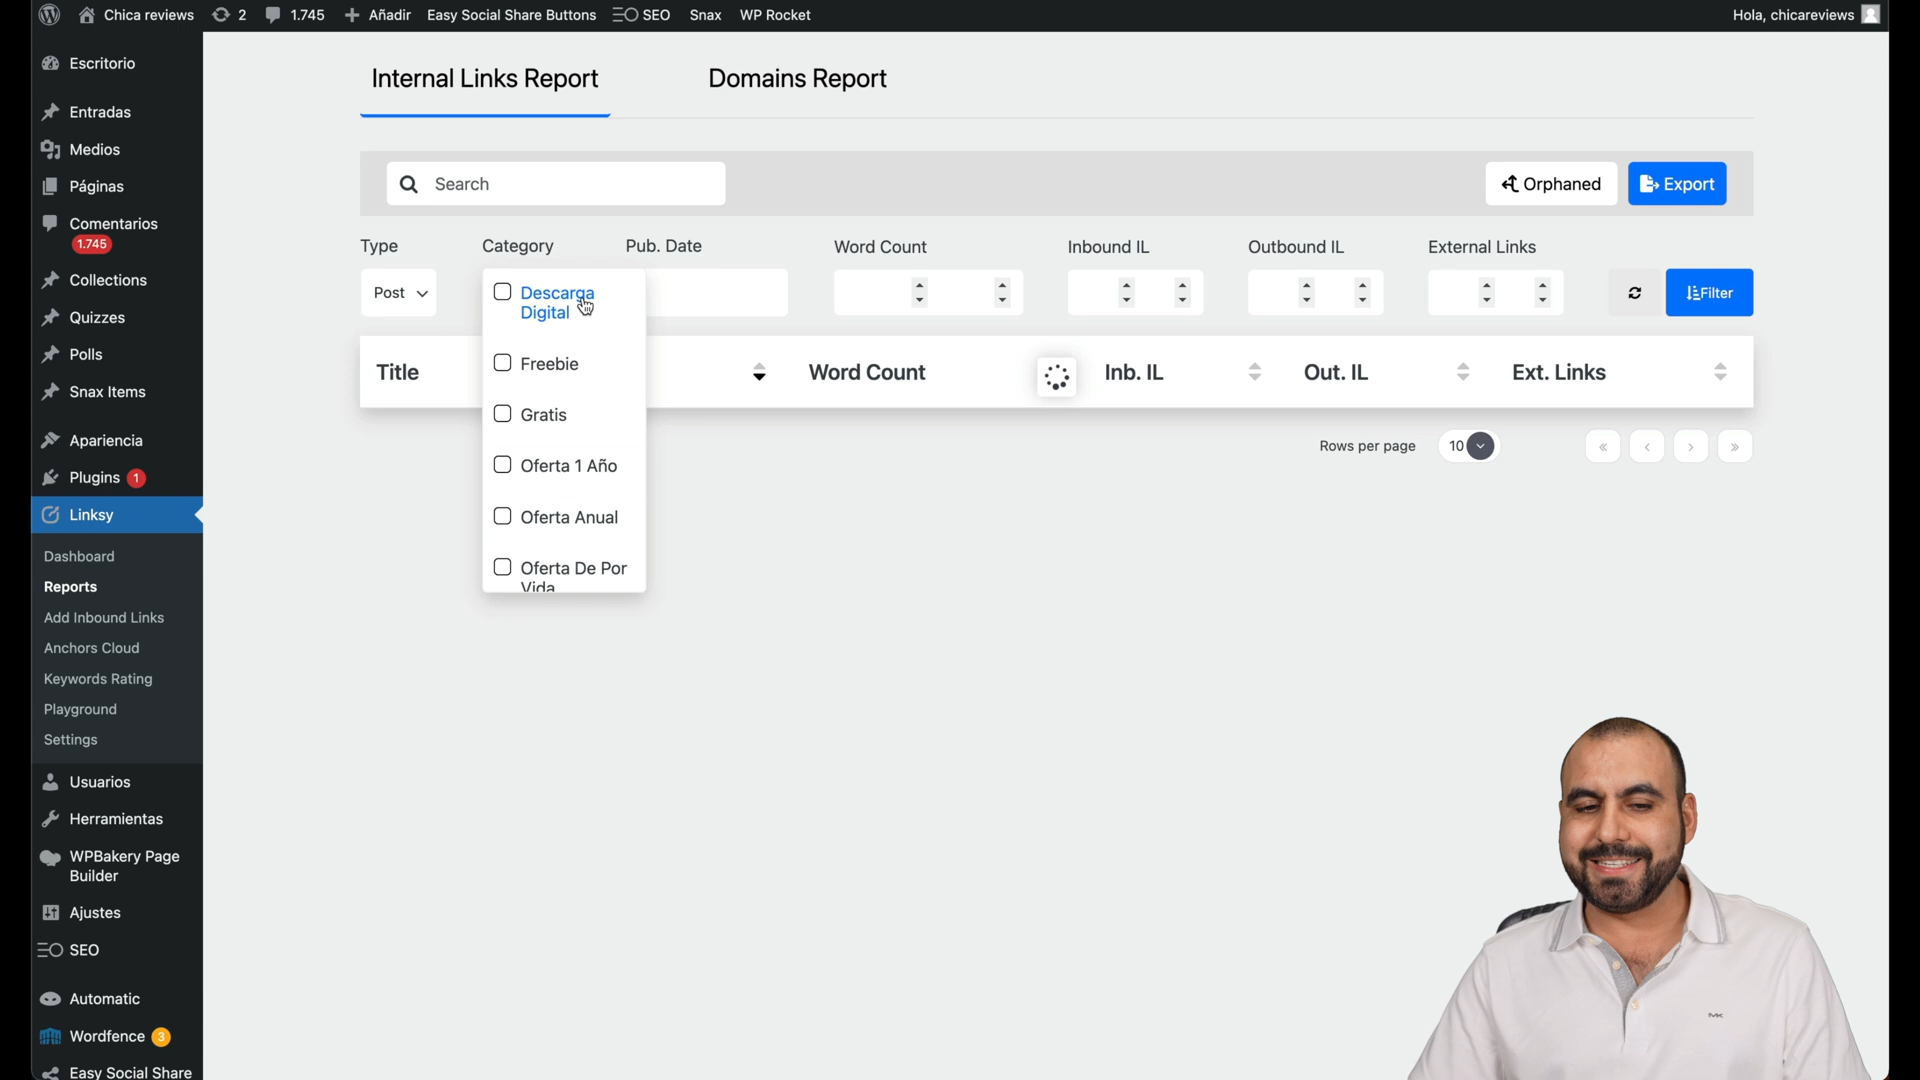 Chica reviews 2 1.745 Añadir Easy Social Share Buttons SEO Snax WP Rocket Hola, chicareviews
Escritorio
Entradas
Medios
Páginas
Comentarios
1.745
Collections
Quizzes
Polls
Snax Items
Apariencia
Plugins 1
Linksy
Dashboard
Reports
Add Inbound Links
Anchors Cloud
Keywords Rating
Playground
Settings
Usuarios
Herramientas
WPBakery Page
Builder
Ajustes
SEO
Automatic
Wordfence 3
Easy Social Share
Internal Links Report Domains Report
Search Orphaned Export
Type Category Pub. Date Word Count Inbound IL Outbound IL External Links
Post Filter
Descarga
Digital
Freebie
Gratis
Oferta 1 Año
Oferta Anual
Oferta De Por
Vida
Title Word Count Inb. IL Out. IL Ext. Links
Rows per page 10 « ‹ › »
MK